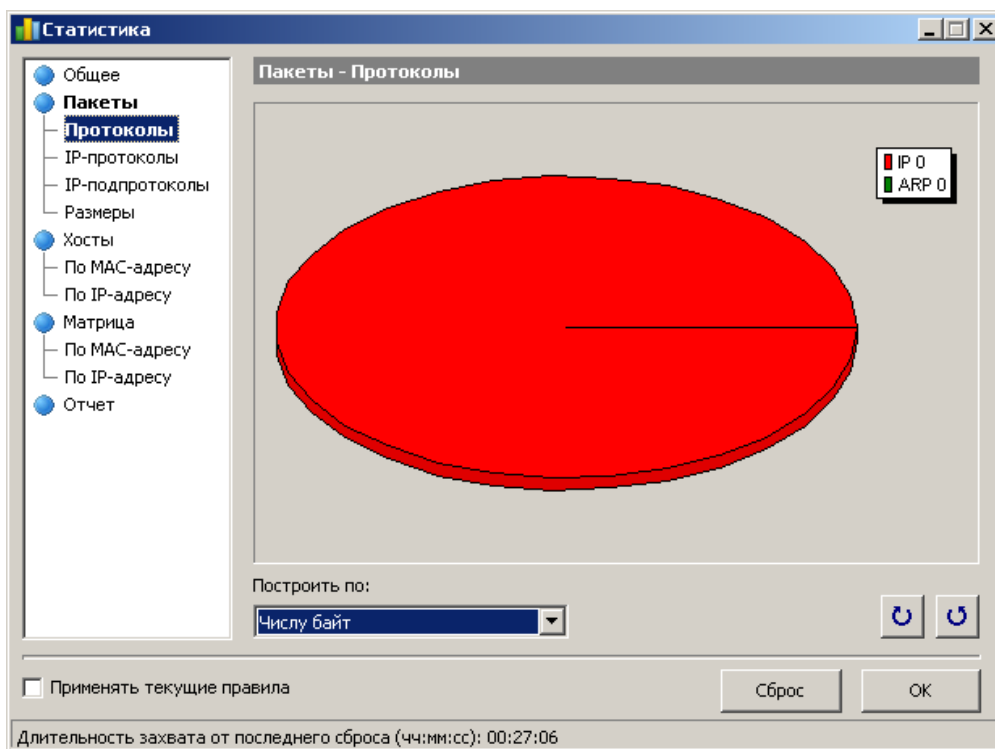 Статистика
Общее
Пакеты
Протоколы
IP-протоколы
IP-подпротоколы
Размеры
Хосты
По MAC-адресу
По IP-адресу
Матрица
По MAC-адресу
По IP-адресу
Отчет
Пакеты - Протоколы
IP 0
ARP 0
Построить по:
Числу байт
Применять текущие правила
Сброс
OK
Длительность захвата от последнего сброса (чч:мм:сс): 00:27:06